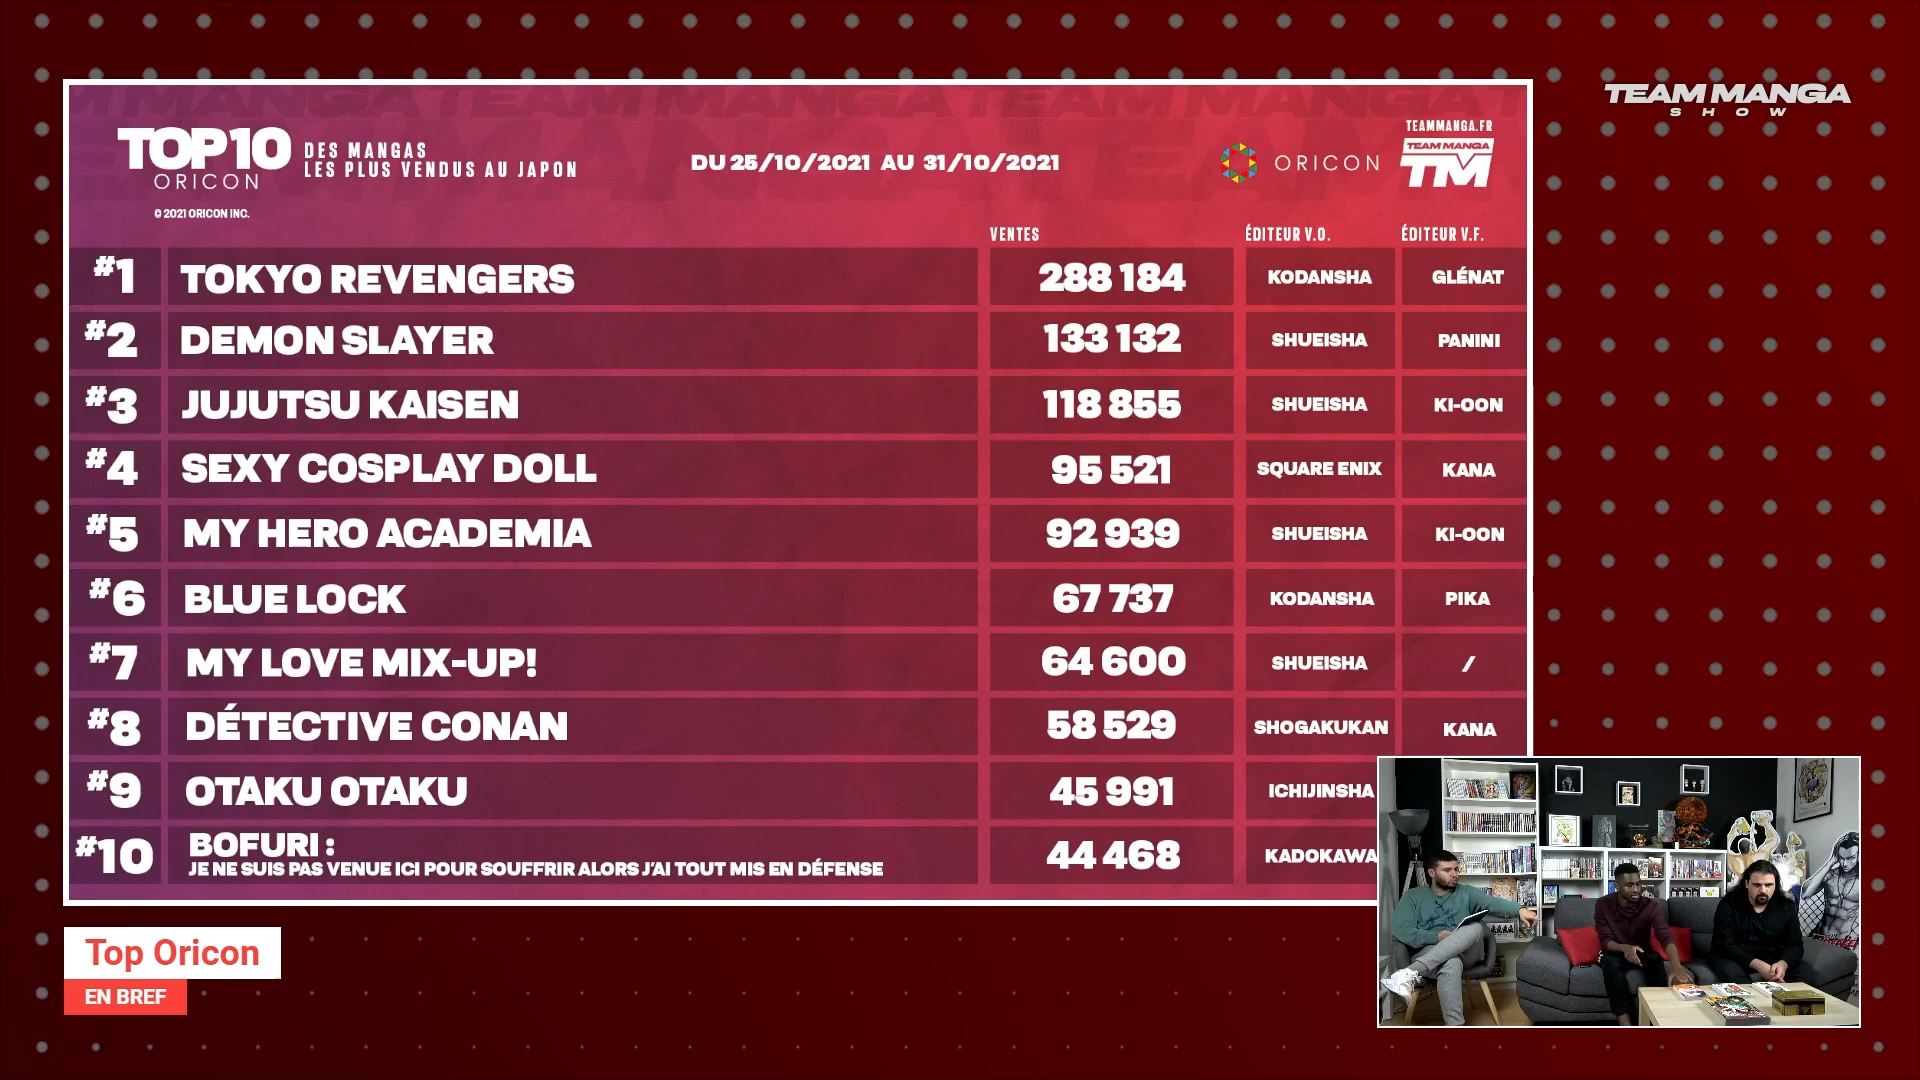 TEAM MANGA
SHOW
TOP 10
ORICON
DES MANGAS
LES PLUS VENDUS AU JAPON
DU 25/10/2021 AU 31/10/2021
ORICON
TEAMMANGA.FR
TEAM MANGA
TM
© 2021 ORICON INC.
VENTES ÉDITEUR V.O. ÉDITEUR V.F.
#1 TOKYO REVENGERS 288 184 KODANSHA GLÉNAT
#2 DEMON SLAYER 133 132 SHUEISHA PANINI
#3 JUJUTSU KAISEN 118 855 SHUEISHA KI-OON
#4 SEXY COSPLAY DOLL 95 521 SQUARE ENIX KANA
#5 MY HERO ACADEMIA 92 939 SHUEISHA KI-OON
#6 BLUE LOCK 67 737 KODANSHA PIKA
#7 MY LOVE MIX-UP! 64 600 SHUEISHA /
#8 DÉTECTIVE CONAN 58 529 SHOGAKUKAN KANA
#9 OTAKU OTAKU 45 991 ICHIJINSHA
#10 BOFURI : 44 468 KADOKAWA
JE NE SUIS PAS VENUE ICI POUR SOUFFRIR ALORS J'AI TOUT MIS EN DÉFENSE
Top Oricon
EN BREF